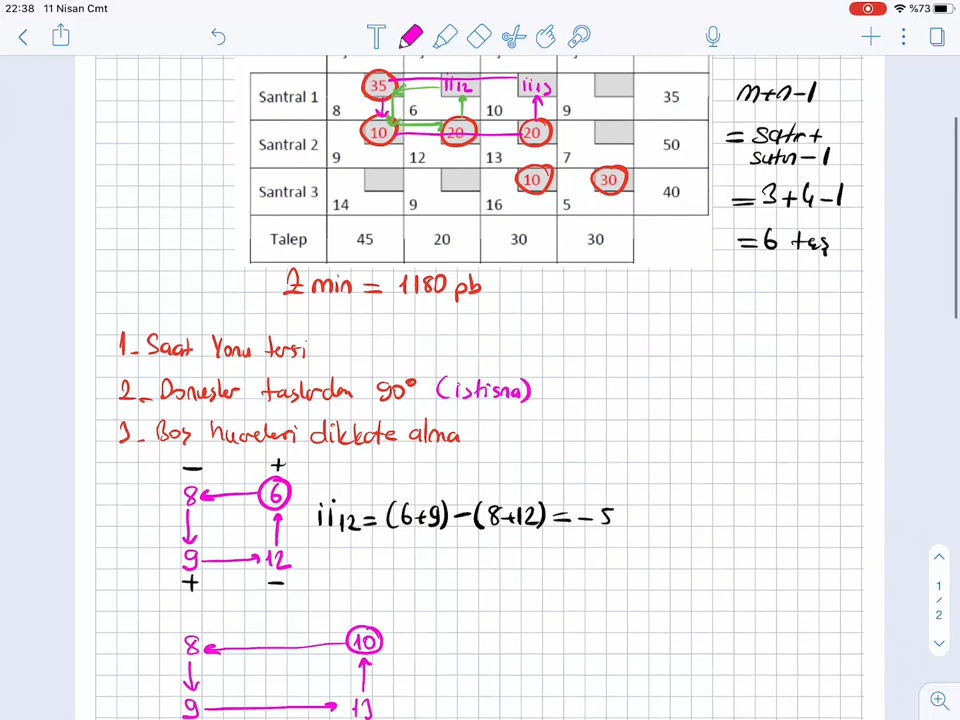 22:38 11 Nisan Cmt %73
T
Santral 1 35 ii12 ii13 35
8 6 10 9
Santral 2 10 20 20 50
9 12 13 7
Santral 3 10 30 40
14 9 16 5
Talep 45 20 30 30
m+n-1
= satır +
sutun -1
= 3+4-1
= 6 taş
Z min = 1180 pb
1- Saat Yonu tersi
2- Donusler taslardan 90° (istisna)
3- Boş hucreleri dikkate alma
- +
8 6
ii12 = (6+9) - (8+12) = -5
9 12
+ -
8 10
9 13
1
/
2